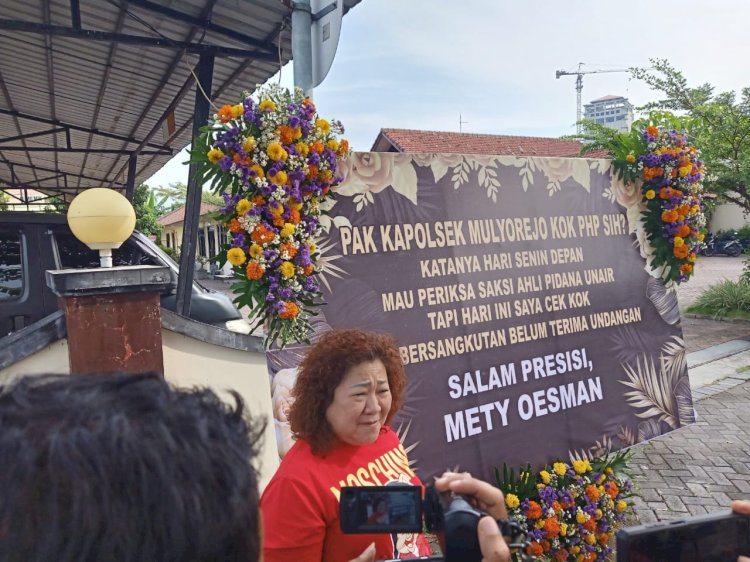 PAK KAPOLSEK MULYOREJO KOK PHP SIH?
KATANYA HARI SENIN DEPAN
MAU PERIKSA SAKSI AHLI PIDANA UNAIR
TAPI HARI INI SAYA CEK KOK
BERSANGKUTAN BELUM TERIMA UNDANGAN
SALAM PRESISI,
METY OESMAN
MOSCHINO